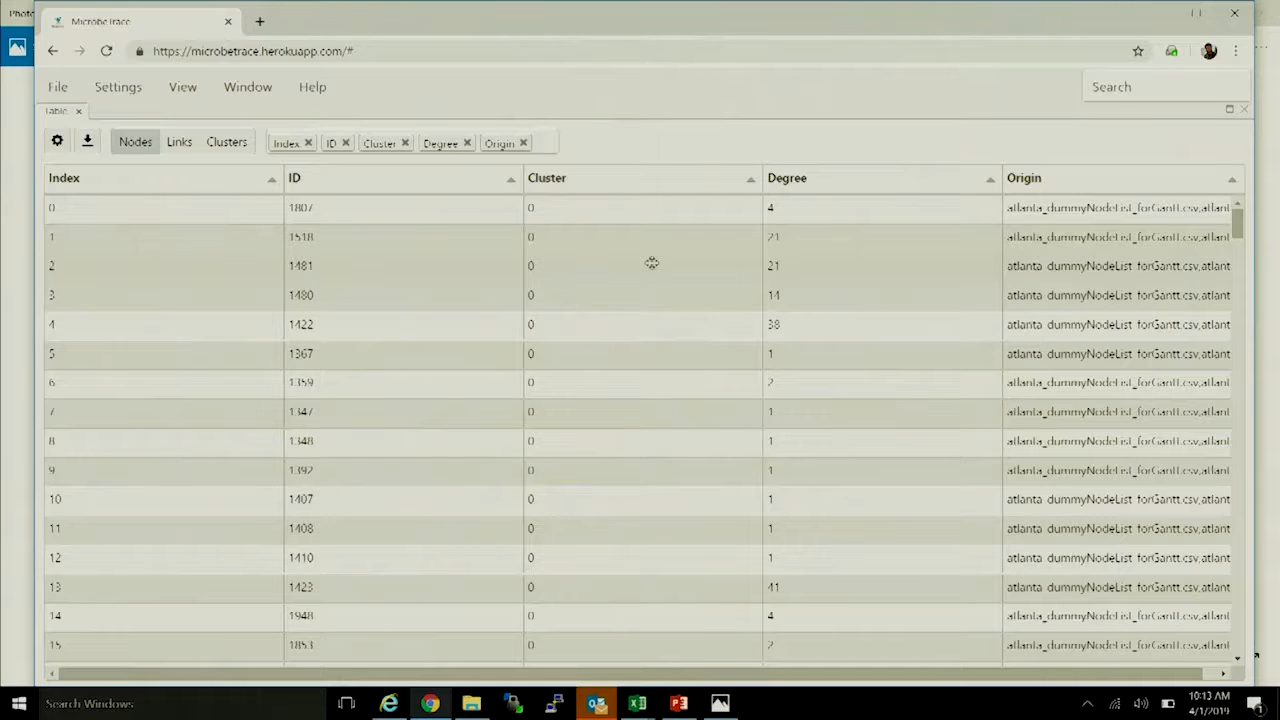 Photo
MicrobeTrace
https://microbetrace.herokuapp.com/#
File Settings View Window Help Search
Table
Nodes Links Clusters Index ID Cluster Degree Origin
Index ID Cluster Degree Origin
0 1807 0 4 atlanta_dummyNodeList_forGantt.csv,atlant
1 1518 0 21 atlanta_dummyNodeList_forGantt.csv,atlant
2 1481 0 21 atlanta_dummyNodeList_forGantt.csv,atlant
3 1480 0 14 atlanta_dummyNodeList_forGantt.csv,atlant
4 1422 0 38 atlanta_dummyNodeList_forGantt.csv,atlant
5 1367 0 1 atlanta_dummyNodeList_forGantt.csv,atlant
6 1359 0 2 atlanta_dummyNodeList_forGantt.csv,atlant
7 1347 0 1 atlanta_dummyNodeList_forGantt.csv,atlant
8 1348 0 1 atlanta_dummyNodeList_forGantt.csv,atlant
9 1392 0 1 atlanta_dummyNodeList_forGantt.csv,atlant
10 1407 0 1 atlanta_dummyNodeList_forGantt.csv,atlant
11 1408 0 1 atlanta_dummyNodeList_forGantt.csv,atlant
12 1410 0 1 atlanta_dummyNodeList_forGantt.csv,atlant
13 1423 0 41 atlanta_dummyNodeList_forGantt.csv,atlant
14 1948 0 4 atlanta_dummyNodeList_forGantt.csv,atlant
15 1853 0 2 atlanta_dummyNodeList_forGantt.csv,atlant
Search Windows
10:13 AM
4/1/2019
1